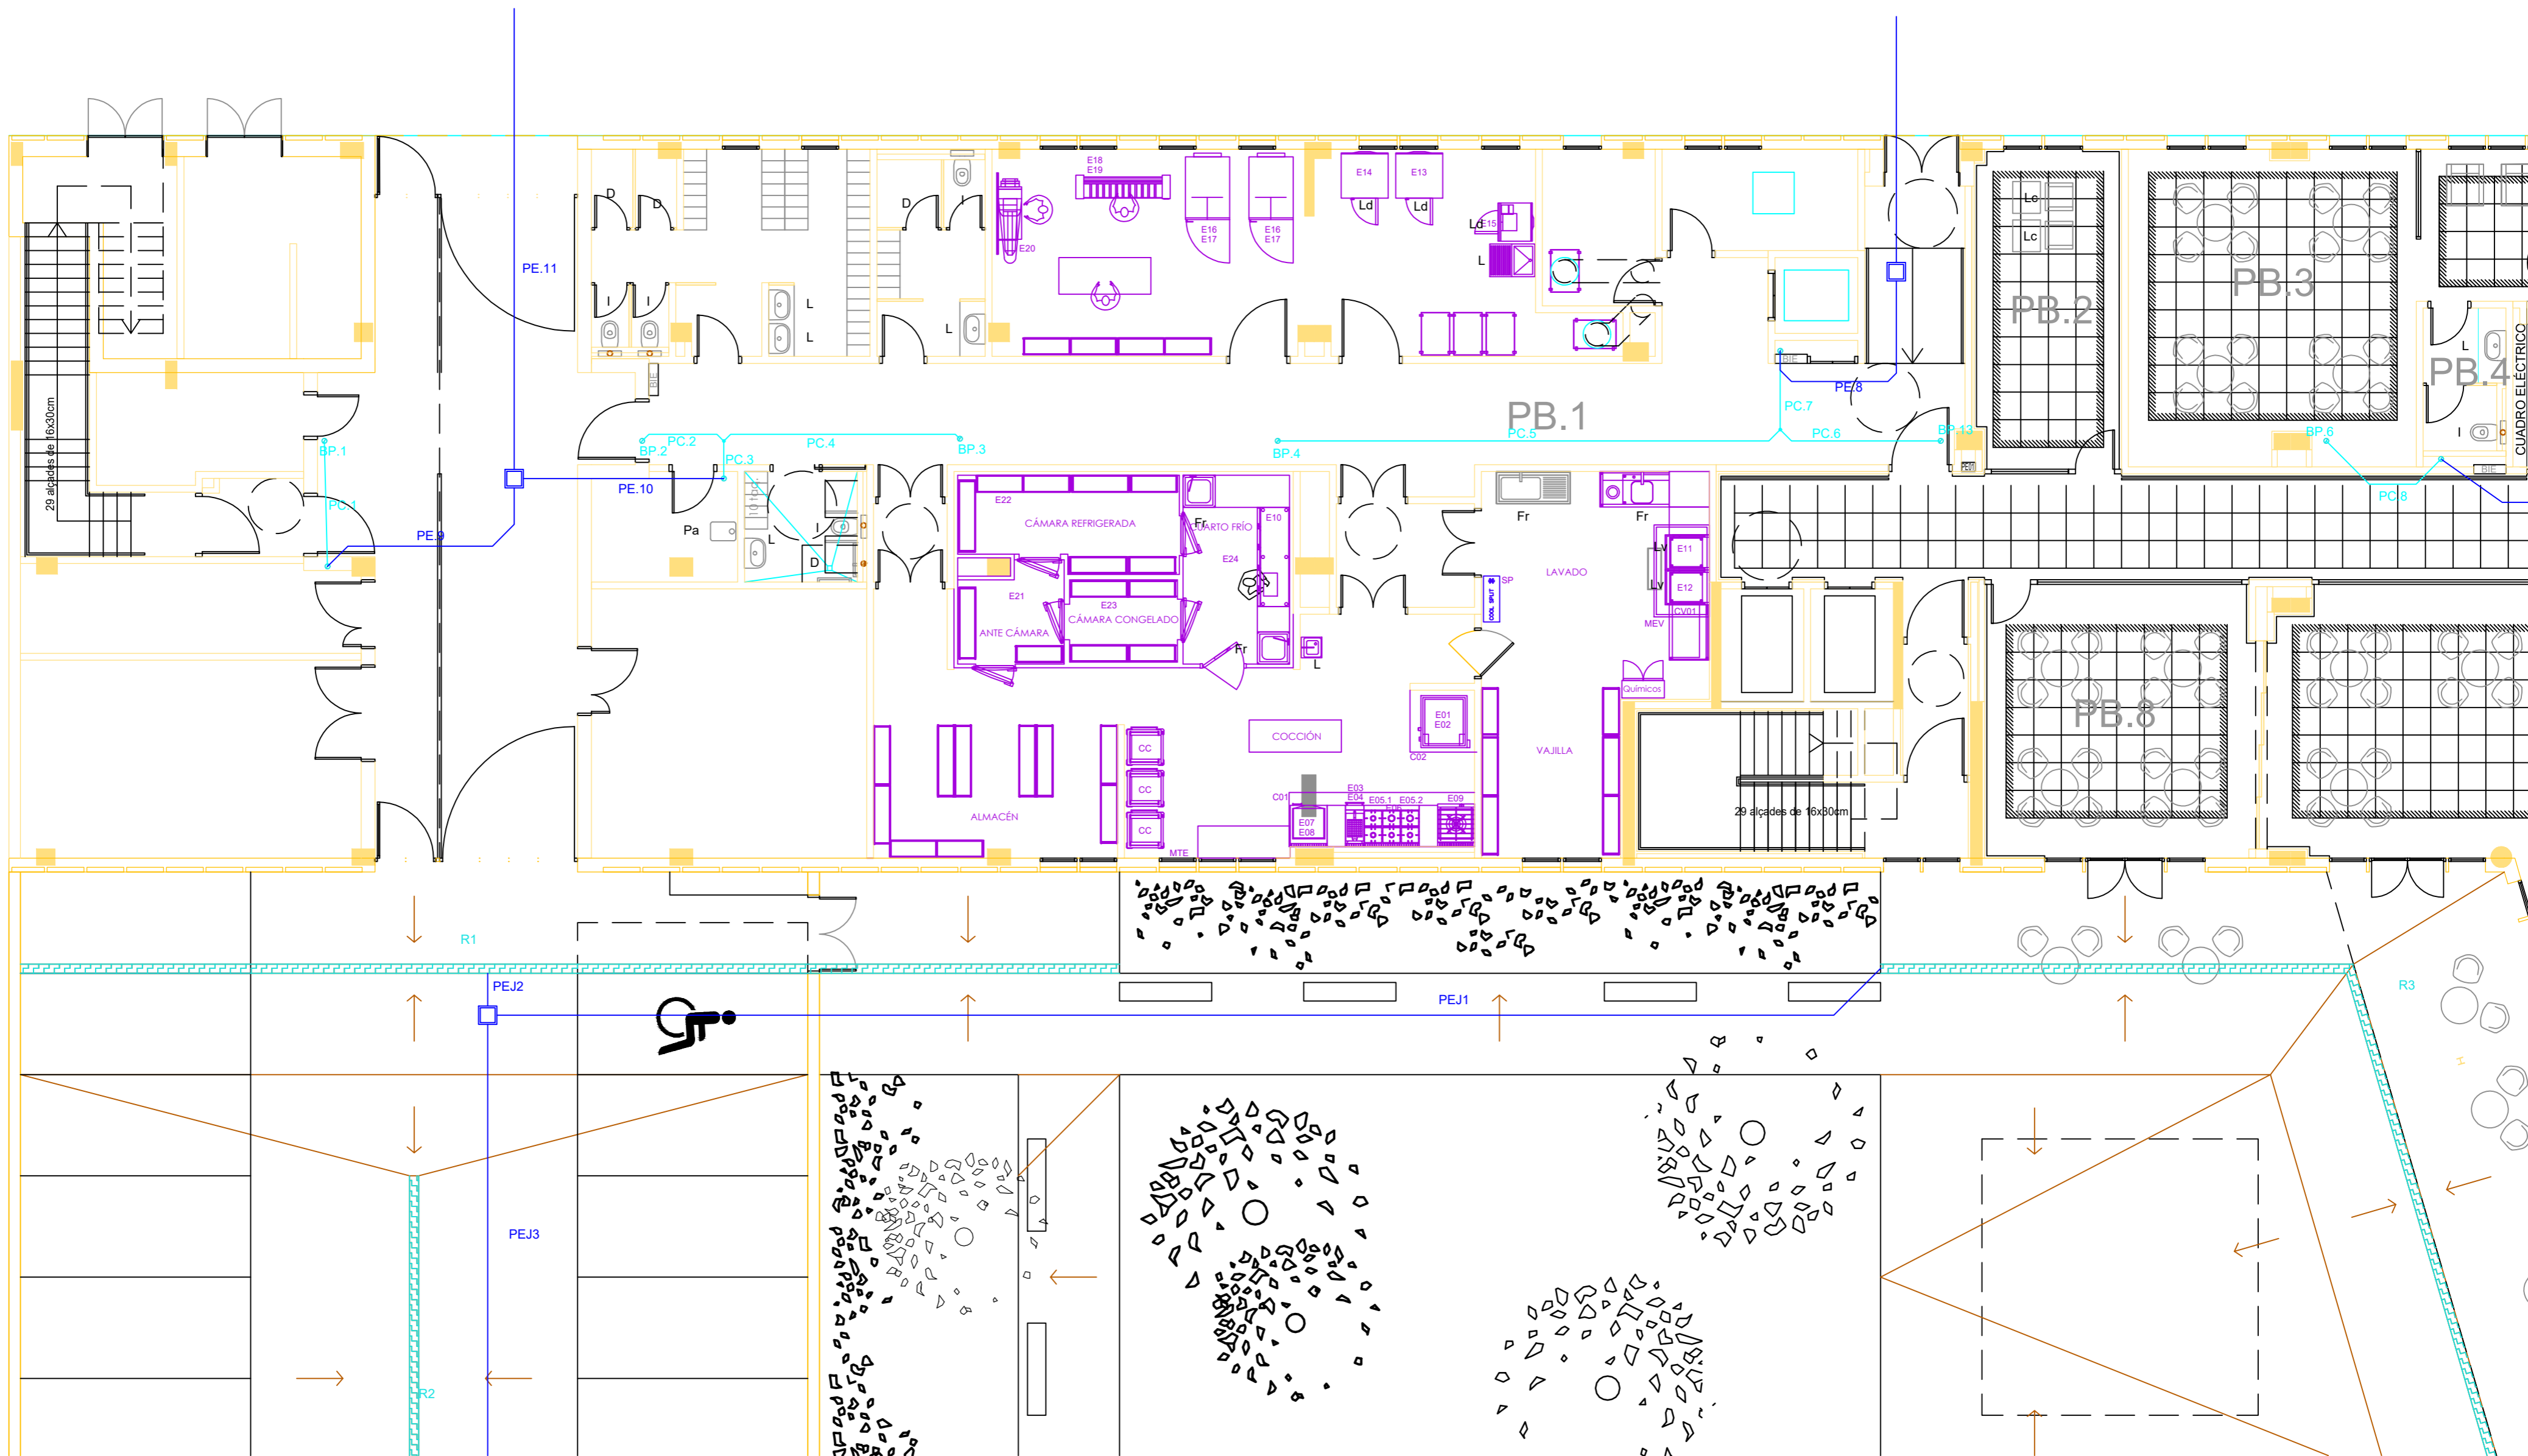 PE.11
D
D
D
I
I
I
L
L
L
E18
E19
E20
E16
E17
E16
E17
E14
E13
Ld
Ld
Ld
E15
L
Lc
Lc
PB.2
PB.3
PB.4
L
I
CUADRO ELECTRICO
BIE
BIE
BIE
PE.8
PB.1
29 alçades de 16x30cm
BP.1
PC.1
BP.2
PC.2
PC.3
PC.4
BP.3
BP.4
PC.5
PC.6
PC.7
BP.13
BP.6
PC.8
PE.10
PE.9
Pa
L
I
D
E22
CÁMARA REFRIGERADA
Fr
CUARTO FRÍO
E10
E24
E21
ANTE CÁMARA
E23
CÁMARA CONGELADO
Fr
L
Fr
Fr
LAVADO
Lv
E11
Lv
E12
CV01
MEV
COOL SPLIT
SP
Químicos
E01
E02
C02
COCCIÓN
VAJILLA
CC
CC
CC
ALMACÉN
MTE
C01
E07
E08
E03
E04
E05.1
E05.2
E06
E09
29 alçades de 16x30cm
PB.8
R1
PEJ2
PEJ1
R3
PEJ3
R2